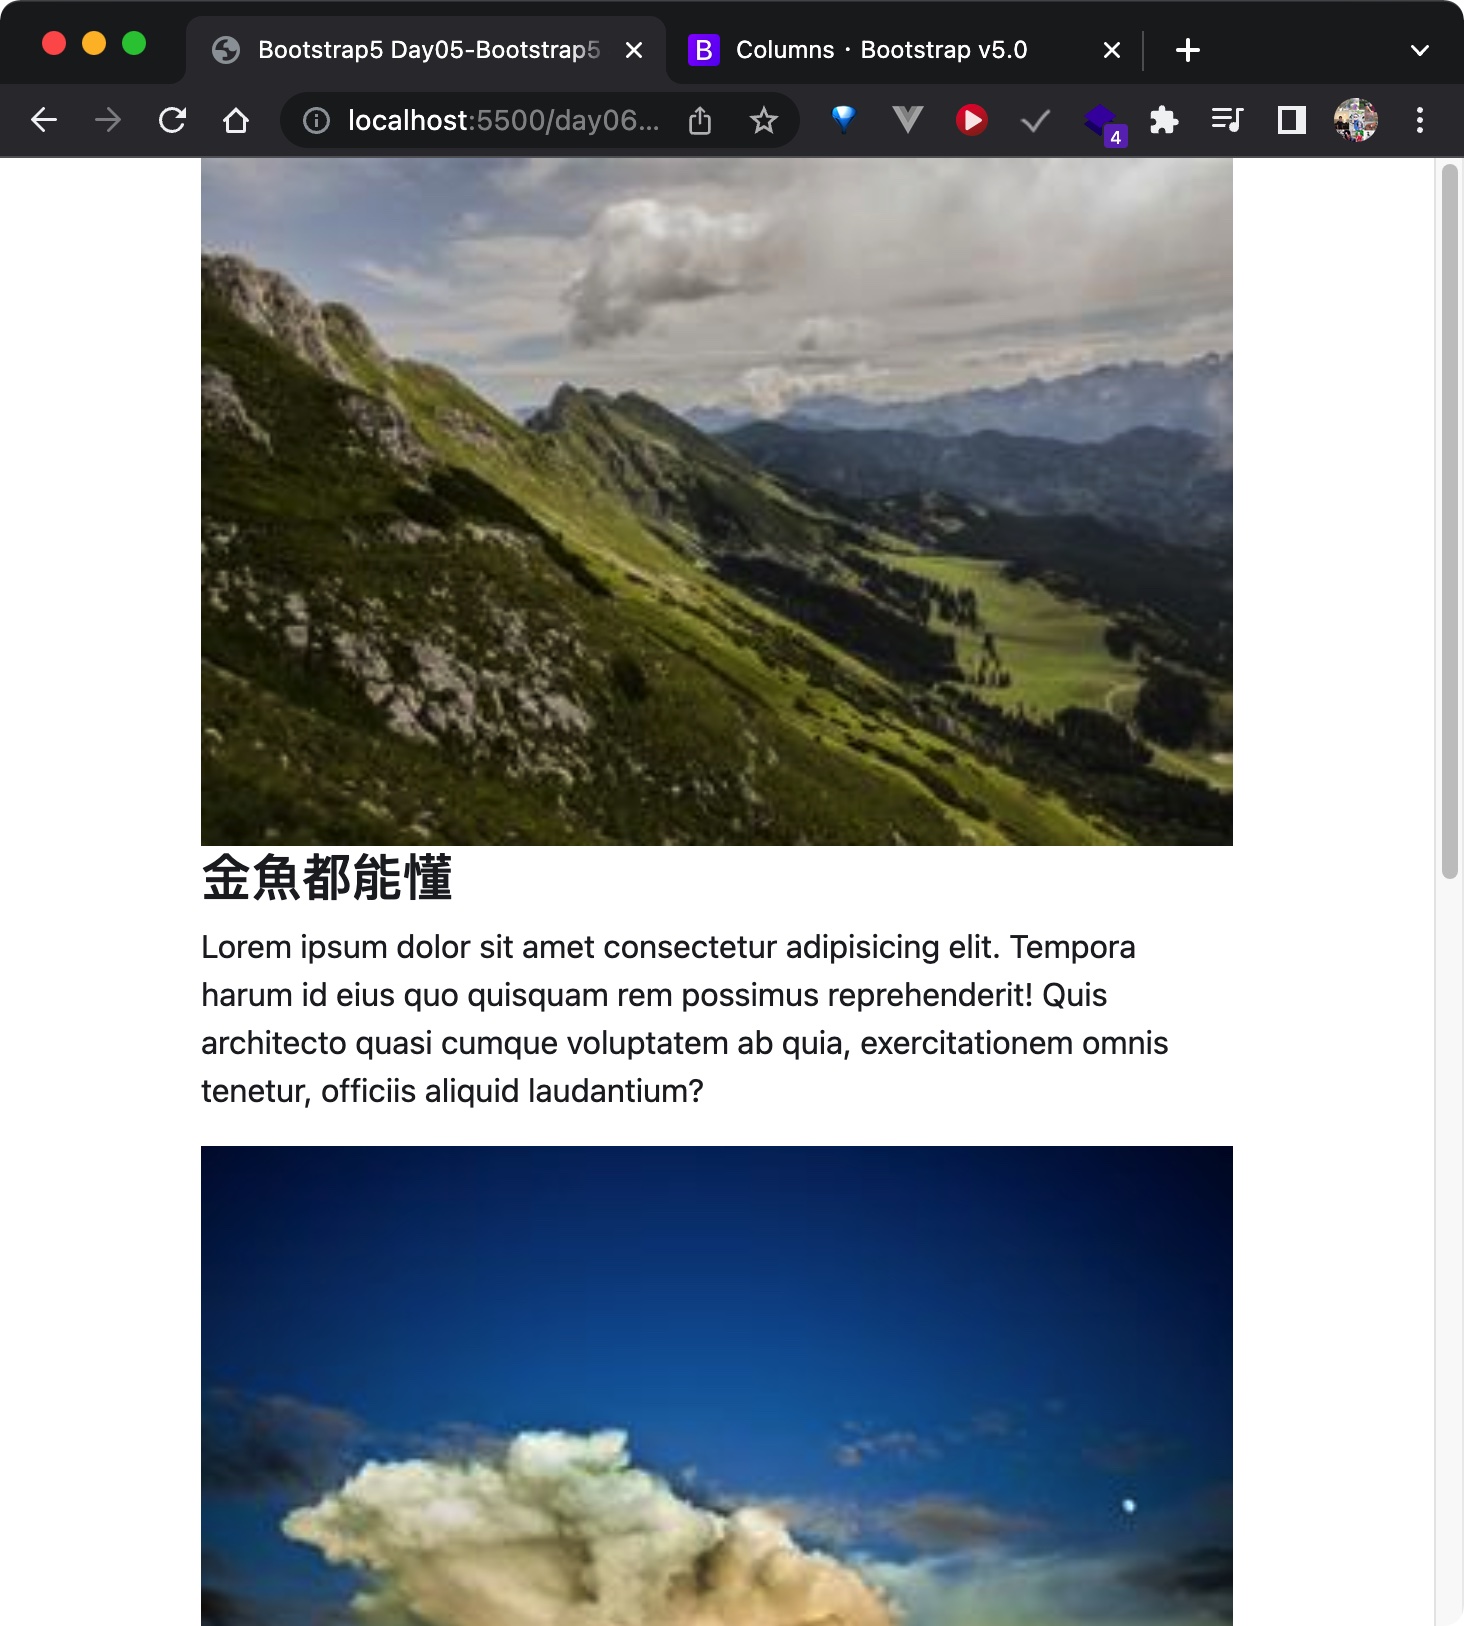 Bootstrap5 Day05-Bootstrap5
B
Columns · Bootstrap v5.0
localhost:5500/day06...
4
金魚都能懂
Lorem ipsum dolor sit amet consectetur adipisicing elit. Tempora
harum id eius quo quisquam rem possimus reprehenderit! Quis
architecto quasi cumque voluptatem ab quia, exercitationem omnis
tenetur, officiis aliquid laudantium?